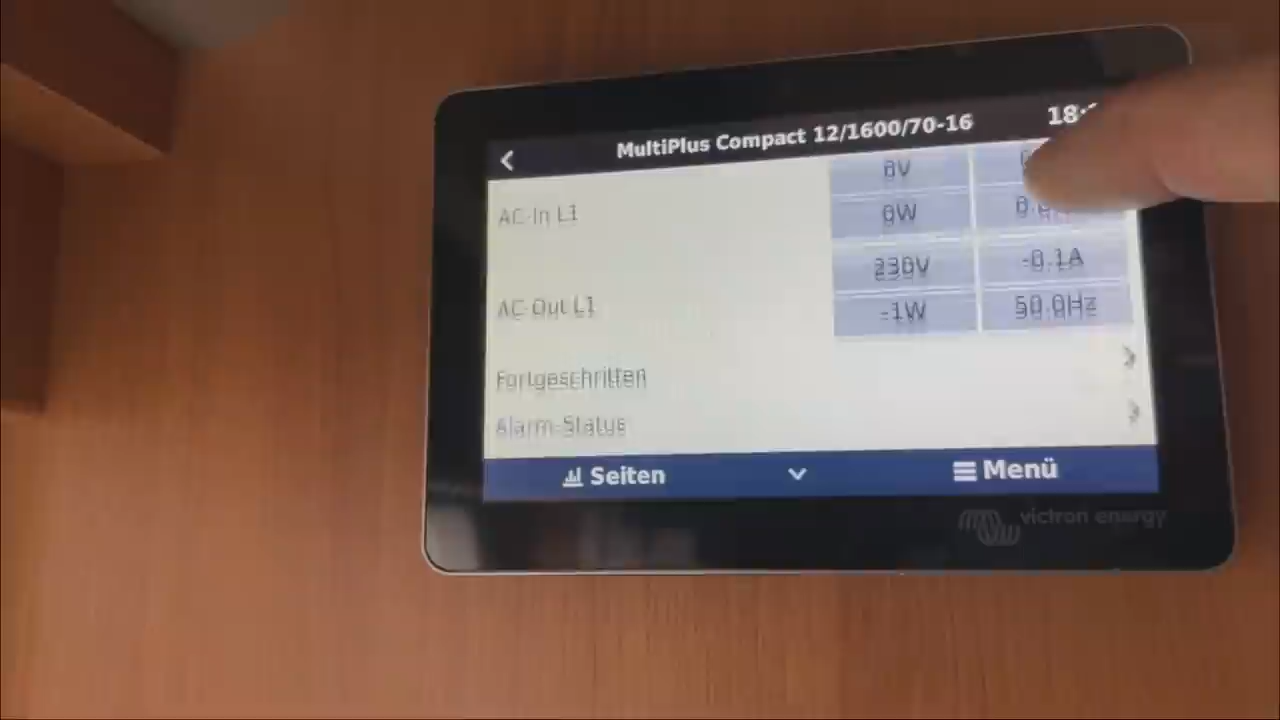 MultiPlus Compact 12/1600/70-16 18:
0V
AC-In L1 0W
230V -0.1A
AC-Out L1 -1W 50.0Hz
Fortgeschritten
Alarm-Status
Seiten Menü
victron energy